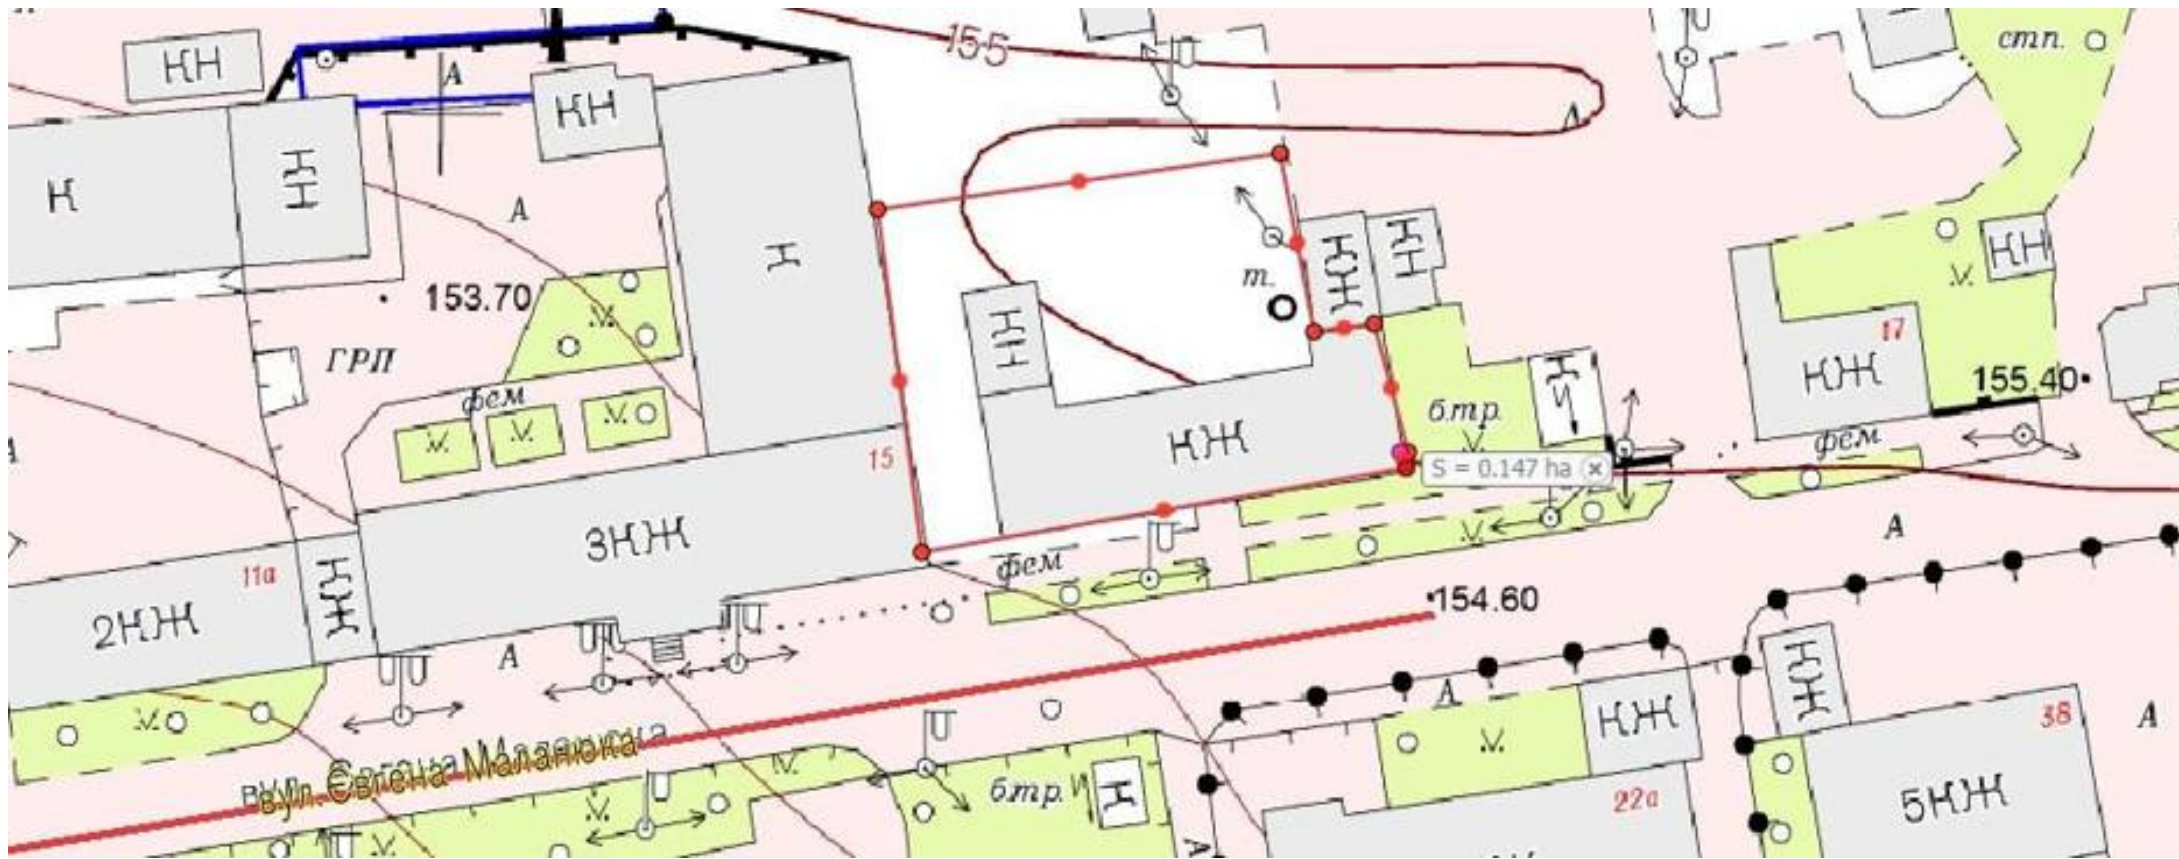 155
стп.
КН
А
КН
К
КН
А
Н
А
т.
КЖ
КН
КН
153.70
ГРП
V.
КН
17
КЖ
155.40
фем
V.
V.
V.
б.тр.
КН
15
КЖ
S = 0.147 ha
фем
3КЖ
фем
А
11а
КЖ
2КЖ
154.60
А
А
КЖ
КЖ
38
А
V.
вул. Євгена Маланюка
б.тр.
К
22а
5КЖ
А